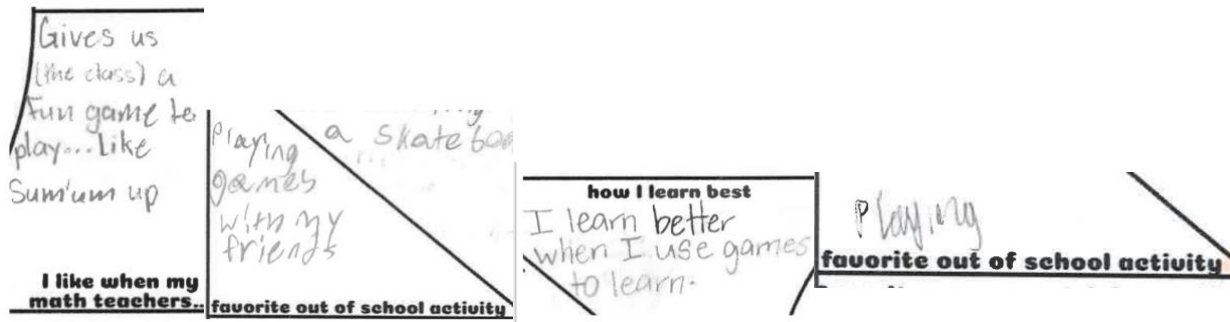 Gives us
(the class) a
Fun game to
play...Like
Sum'um up
I like when my
math teachers..
Playing
games
with my
friends
a skateboa
favorite out of school activity
how I learn best
I learn better
when I use games
to learn.
Playing
favorite out of school activity